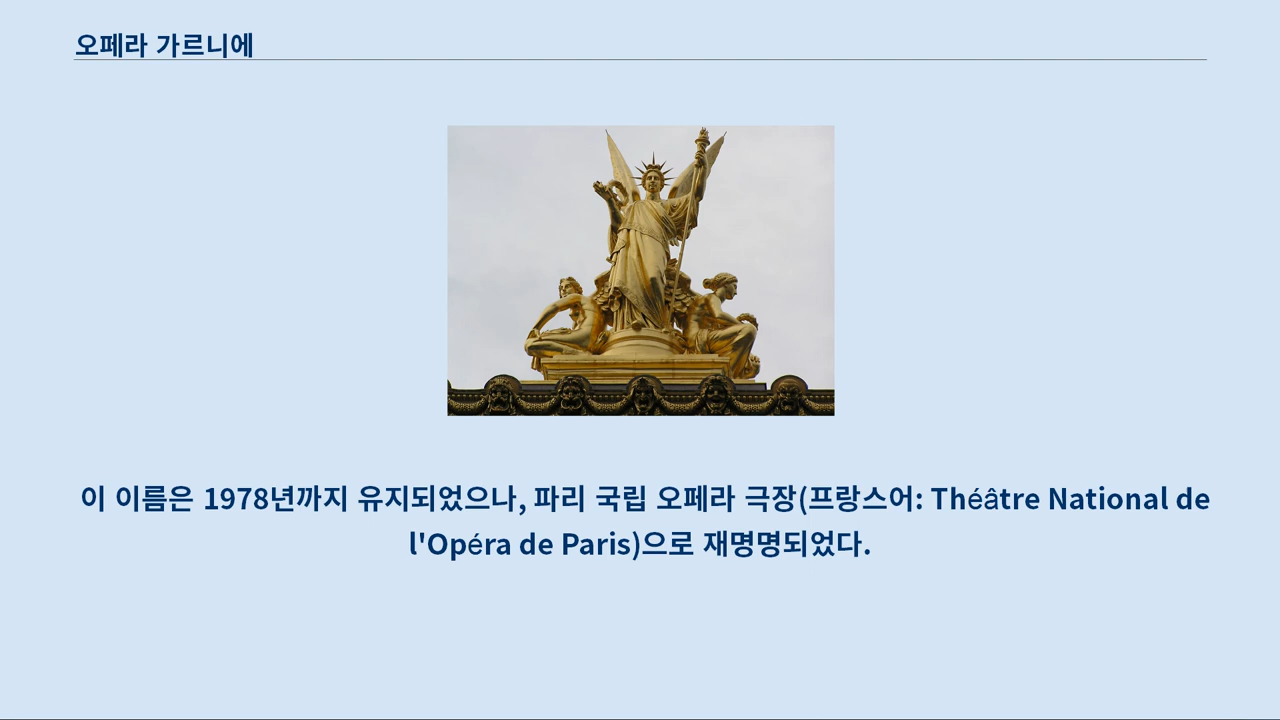 오페라 가르니에
이 이름은 1978년까지 유지되었으나, 파리 국립 오페라 극장(프랑스어: Théâtre National de
l'Opéra de Paris)으로 재명명되었다.